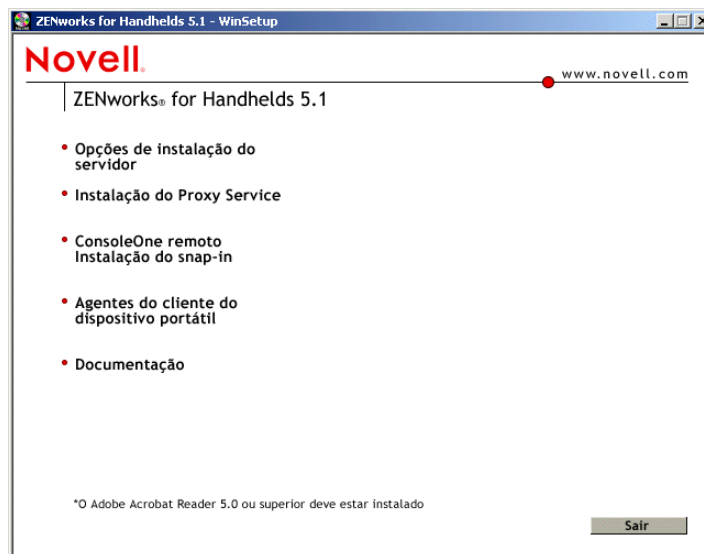 ZENworks for Handhelds 5.1 - WinSetup
Novell®
www.novell.com
ZENworks® for Handhelds 5.1
• Opções de instalação do
servidor
• Instalação do Proxy Service
• ConsoleOne remoto
Instalação do snap-in
• Agentes do cliente do
dispositivo portátil
• Documentação
*O Adobe Acrobat Reader 5.0 ou superior deve estar instalado
Sair